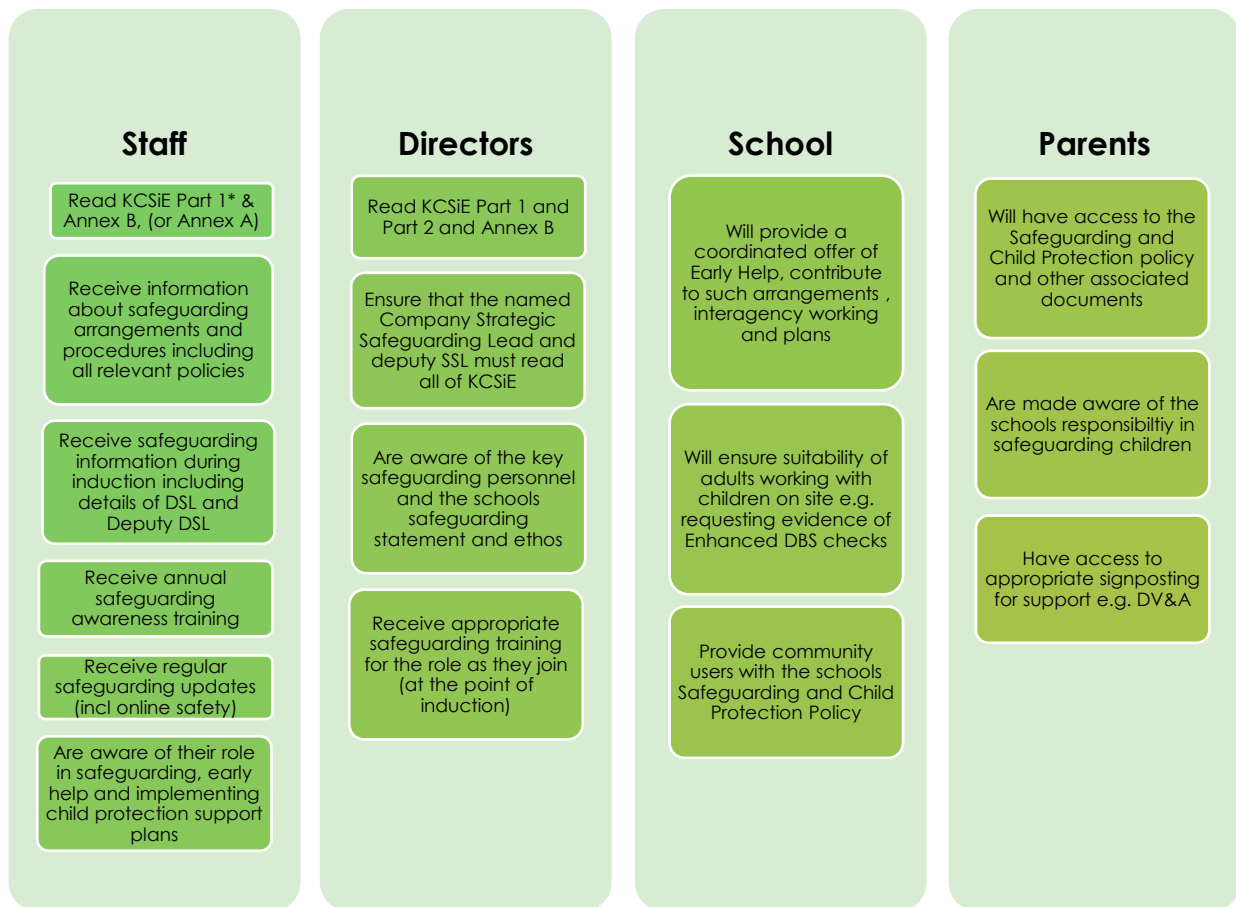 Staff
Read KCSiE Part 1* &
Annex B, (or Annex A)
Receive information
about safeguarding
arrangements and
procedures including
all relevant policies
Receive safeguarding
information during
induction including
details of DSL and
Deputy DSL
Receive annual
safeguarding
awareness training
Receive regular
safeguarding updates
(incl online safety)
Are aware of their role
in safeguarding, early
help and implementing
child protection support
plans
Directors
Read KCSiE Part 1 and
Part 2 and Annex B
Ensure that the named
Company Strategic
Safeguarding Lead and
deputy SSL must read
all of KCSiE
Are aware of the key
safeguarding personnel
and the schools
safeguarding
statement and ethos
Receive appropriate
safeguarding training
for the role as they join
(at the point of
induction)
School
Will provide a
coordinated offer of
Early Help, contribute
to such arrangements ,
interagency working
and plans
Will ensure suitability of
adults working with
children on site e.g.
requesting evidence of
Enhanced DBS checks
Provide community
users with the schools
Safeguarding and Child
Protection Policy
Parents
Will have access to the
Safeguarding and
Child Protection policy
and other associated
documents
Are made aware of the
schools responsibiltiy in
safeguarding children
Have access to
appropriate signposting
for support e.g. DV&A